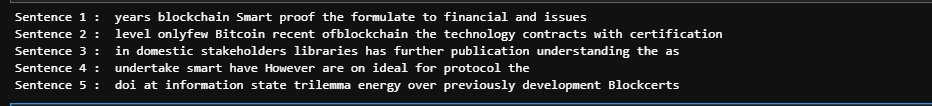 Sentence 1 :  years blockchain Smart proof the formulate to financial and issues
Sentence 2 :  level onlyfew Bitcoin recent ofblockchain the technology contracts with certification
Sentence 3 :  in domestic stakeholders libraries has further publication understanding the as
Sentence 4 :  undertake smart have However are on ideal for protocol the
Sentence 5 :  doi at information state trilemma energy over previously development Blockcerts